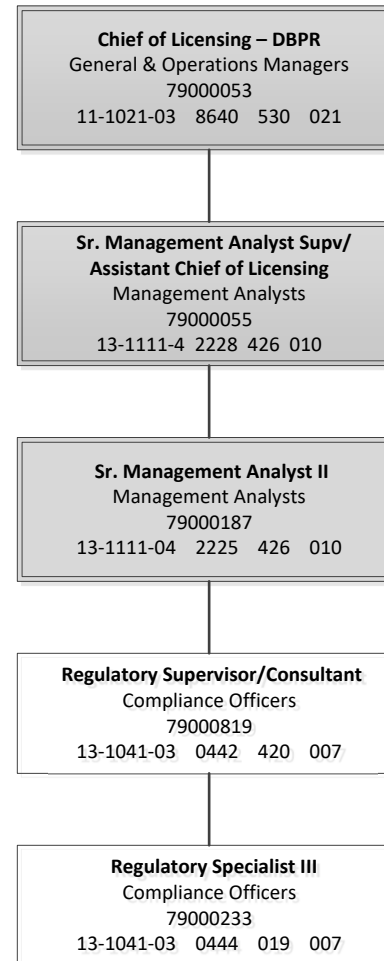 Chief of Licensing – DBPR
General & Operations Managers
79000053
11-1021-03 8640 530 021
Sr. Management Analyst Supv/
Assistant Chief of Licensing
Management Analysts
79000055
13-1111-4 2228 426 010
Sr. Management Analyst II
Management Analysts
79000187
13-1111-04 2225 426 010
Regulatory Supervisor/Consultant
Compliance Officers
79000819
13-1041-03 0442 420 007
Regulatory Specialist III
Compliance Officers
79000233
13-1041-03 0444 019 007